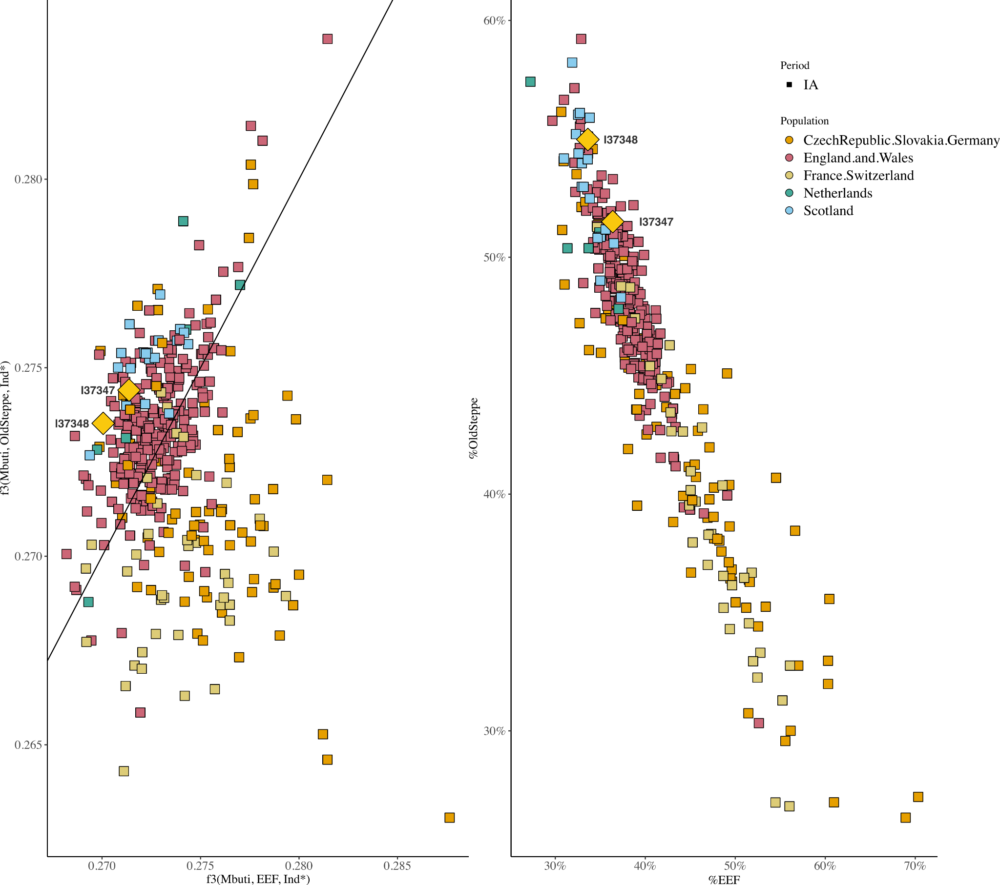 0.280
0.275
0.270
0.265
f3(Mbuti, OldSteppe, Ind*)
I37347
I37348
0.270 0.275 0.280 0.285
f3(Mbuti, EEF, Ind*)
60%
50%
40%
30%
%OldSteppe
I37348
I37347
30% 40% 50% 60% 70%
%EEF
Period
IA
Population
CzechRepublic.Slovakia.Germany
England.and.Wales
France.Switzerland
Netherlands
Scotland